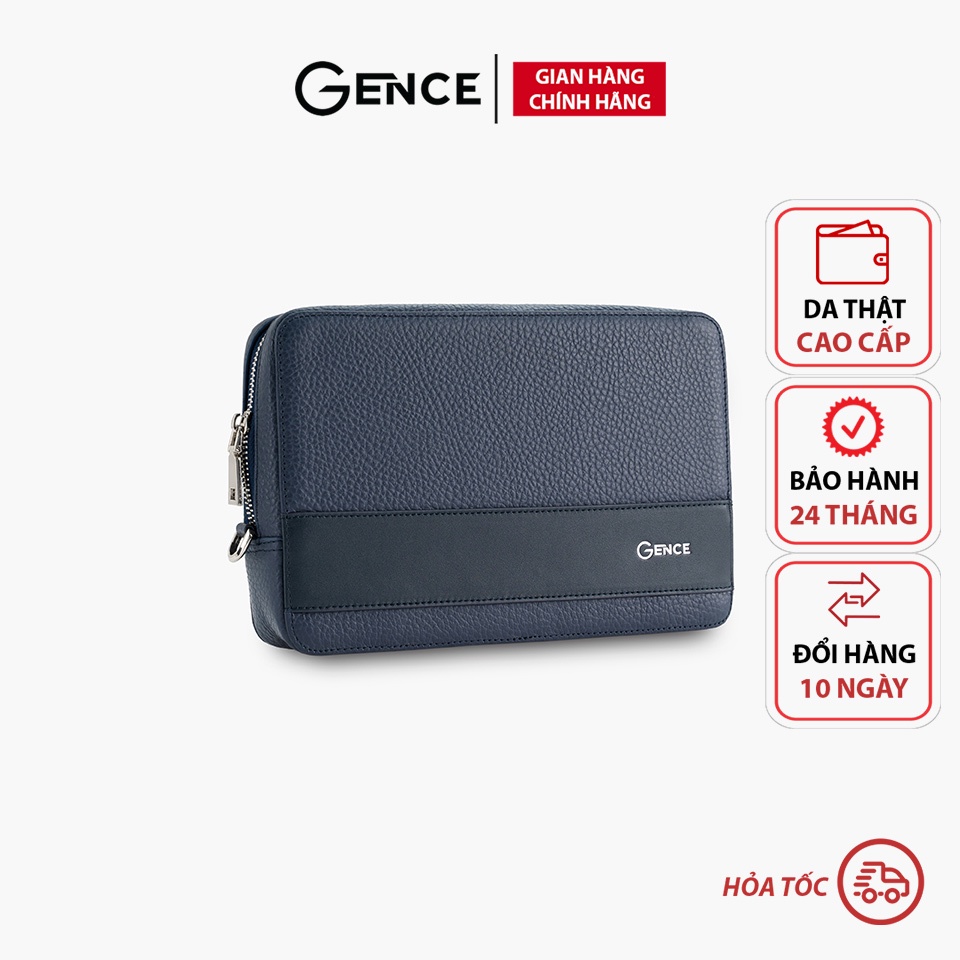 GENCE
GIAN HÀNG
CHÍNH HÃNG
DA THẬT
CAO CẤP
BẢO HÀNH
24 THÁNG
GENCE
ĐỔI HÀNG
10 NGÀY
HỎA TỐC